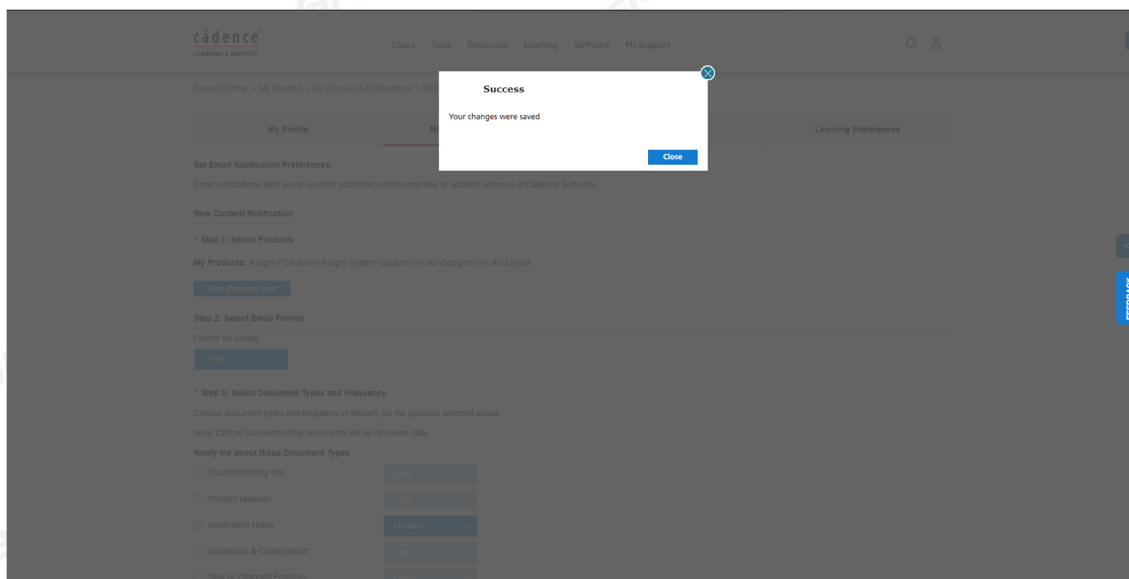 cādence
LEARNING & SUPPORT
Cases Tools Resources Learning Software My Support
Support Home > My Support > My Account & Preferences >
Success
Your changes were saved
Close
My Profile
Learning Preferences
Set Email Notification Preferences
Email notifications alert you to recently published content and new or updated releases of Cadence Software.
New Content Notification
* Step 1: Select Products
My Products: Allegro PCB Editor,Allegro System Capture,OrCAD Designer,OrCAD Layout
Edit Product List
Step 2: Select Email Format
Format for emails
HTML
* Step 3: Select Document Types and Frequency
Choose document types and frequency of delivery for the products selected above.
Note: Critical Troubleshooting documents will be delivered daily.
Notify me about these Document Types
Troubleshooting Info
Product Manuals
Application Notes Monthly
Installation & Configuration
New or Changed Features
FEEDBACK